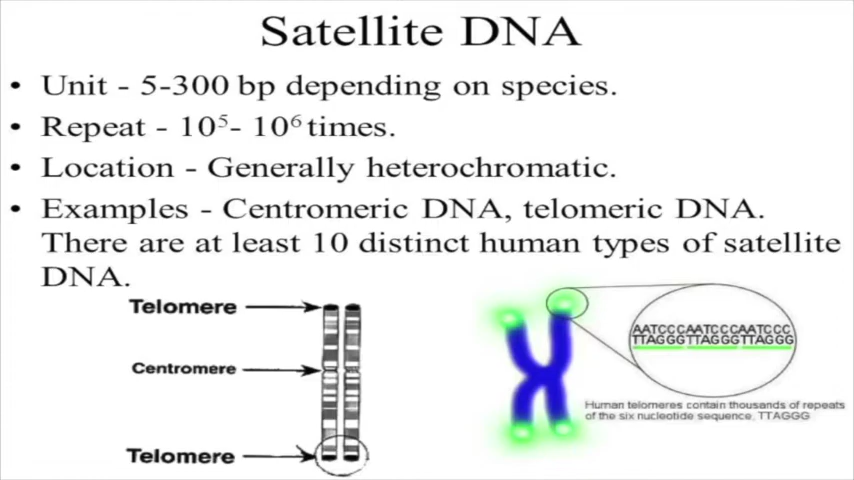 Satellite DNA
• Unit - 5-300 bp depending on species.
• Repeat - 10⁵- 10⁶ times.
• Location - Generally heterochromatic.
• Examples - Centromeric DNA, telomeric DNA.
There are at least 10 distinct human types of satellite
DNA.
Telomere
Centromere
Telomere
AATCCCAATCCCAATCCC
TTAGGGTTAGGGTTAGGG
Human telomeres contain thousands of repeats
of the six nucleotide sequence, TTAGGG